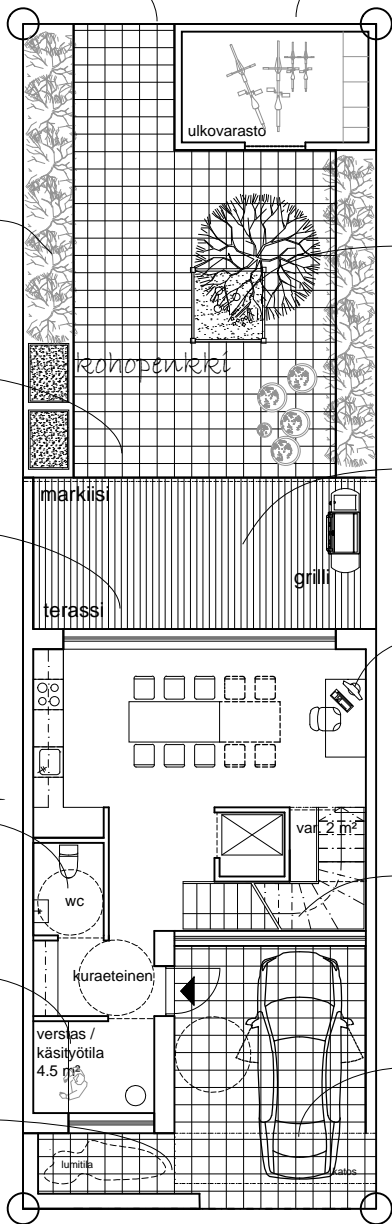 ulkovarasto
kohopenkki
markiisi
grilli
terassi
var. 2 m²
wc
kuraeteinen
verstas /
käsityötila
4.5 m²
lumitila
katos